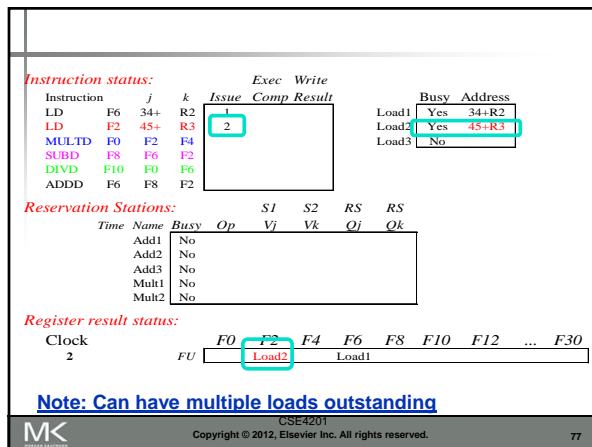 Instruction status: Exec Write
Instruction j k Issue Comp Result Busy Address
LD F6 34+ R2 1 Load1 Yes 34+R2
LD F2 45+ R3 2 Load2 Yes 45+R3
MULTD F0 F2 F4 Load3 No
SUBD F8 F6 F2
DIVD F10 F0 F6
ADDD F6 F8 F2
Reservation Stations: S1 S2 RS RS
Time Name Busy Op Vj Vk Qj Qk
Add1 No
Add2 No
Add3 No
Mult1 No
Mult2 No
Register result status:
Clock F0 F2 F4 F6 F8 F10 F12 ... F30
2 FU Load2 Load1
Note: Can have multiple loads outstanding
CSE4201
MK Copyright © 2012, Elsevier Inc. All rights reserved. 77